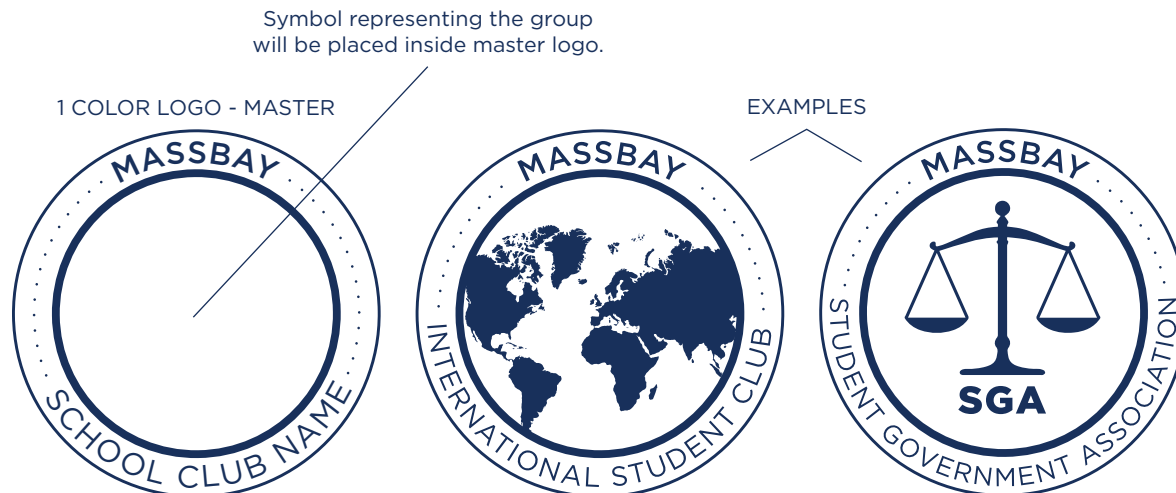 Symbol representing the group
will be placed inside master logo.
1 COLOR LOGO - MASTER
EXAMPLES
MASSBAY
SCHOOL CLUB NAME
MASSBAY
INTERNATIONAL STUDENT CLUB
MASSBAY
SGA
STUDENT GOVERNMENT ASSOCIATION